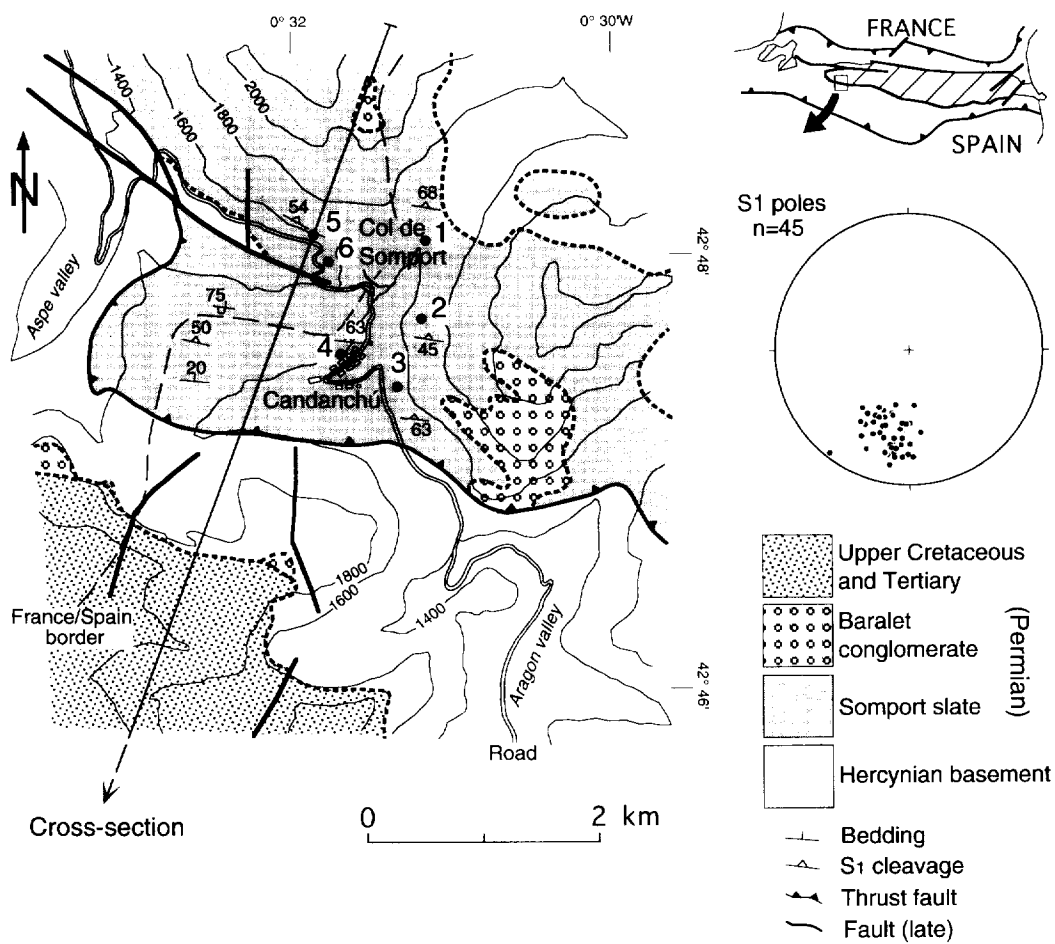 0° 32
0° 30'W
1400
1600
1800
2000
N
68
54
5
6
Col de
Somport
1
42° 48'
Aspe valley
75
50
20
2
63
4
45
3
Candanchú
63
1800
1600
1400
France/Spain
border
Aragon valley
42° 46'
Road
Cross-section
0
2 km
FRANCE
SPAIN
S1 poles
n=45
Upper Cretaceous
and Tertiary
Baralet
conglomerate
(Permian)
Somport slate
Hercynian basement
Bedding
S1 cleavage
Thrust fault
Fault (late)